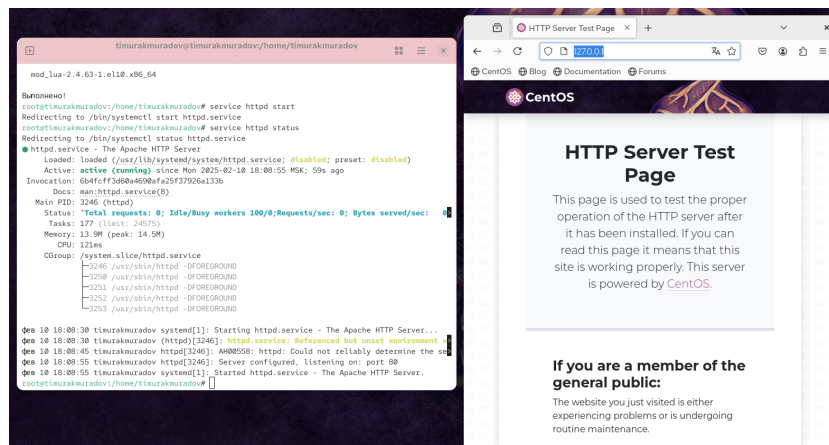 timurakmuradov@timurakmuradov:/home/timurakmuradov
mod_lua-2.4.63-1.el10.x86_64
Выполнено!
root@timurakmuradov:/home/timurakmuradov# service httpd start
Redirecting to /bin/systemctl start httpd.service
root@timurakmuradov:/home/timurakmuradov# service httpd status
Redirecting to /bin/systemctl status httpd.service
● httpd.service - The Apache HTTP Server
Loaded: loaded (/usr/lib/systemd/system/httpd.service; disabled; preset: disabled)
Active: active (running) since Mon 2025-02-10 18:08:55 MSK; 59s ago
Invocation: 6b4fcff3d60a4690afa25f37926a133b
Docs: man:httpd.service(8)
Main PID: 3246 (httpd)
Status: "Total requests: 0; Idle/Busy workers 100/0;Requests/sec: 0; Bytes served/sec: 0>
Tasks: 177 (limit: 24575)
Memory: 13.9M (peak: 14.5M)
CPU: 121ms
CGroup: /system.slice/httpd.service
├─3246 /usr/sbin/httpd -DFOREGROUND
├─3250 /usr/sbin/httpd -DFOREGROUND
├─3251 /usr/sbin/httpd -DFOREGROUND
├─3252 /usr/sbin/httpd -DFOREGROUND
└─3253 /usr/sbin/httpd -DFOREGROUND
фев 10 18:08:30 timurakmuradov systemd[1]: Starting httpd.service - The Apache HTTP Server...
фев 10 18:08:30 timurakmuradov (httpd)[3246]: httpd.service: Referenced but unset environment v>
фев 10 18:08:45 timurakmuradov httpd[3246]: AH00558: httpd: Could not reliably determine the se>
фев 10 18:08:55 timurakmuradov httpd[3246]: Server configured, listening on: port 80
фев 10 18:08:55 timurakmuradov systemd[1]: Started httpd.service - The Apache HTTP Server.
root@timurakmuradov:/home/timurakmuradov#
HTTP Server Test Page
127.0.0.1
CentOS Blog Documentation Forums
CentOS
HTTP Server Test
Page
This page is used to test the proper
operation of the HTTP server after
it has been installed. If you can
read this page it means that this
site is working properly. This server
is powered by CentOS.
If you are a member of the
general public:
The website you just visited is either
experiencing problems or is undergoing
routine maintenance.